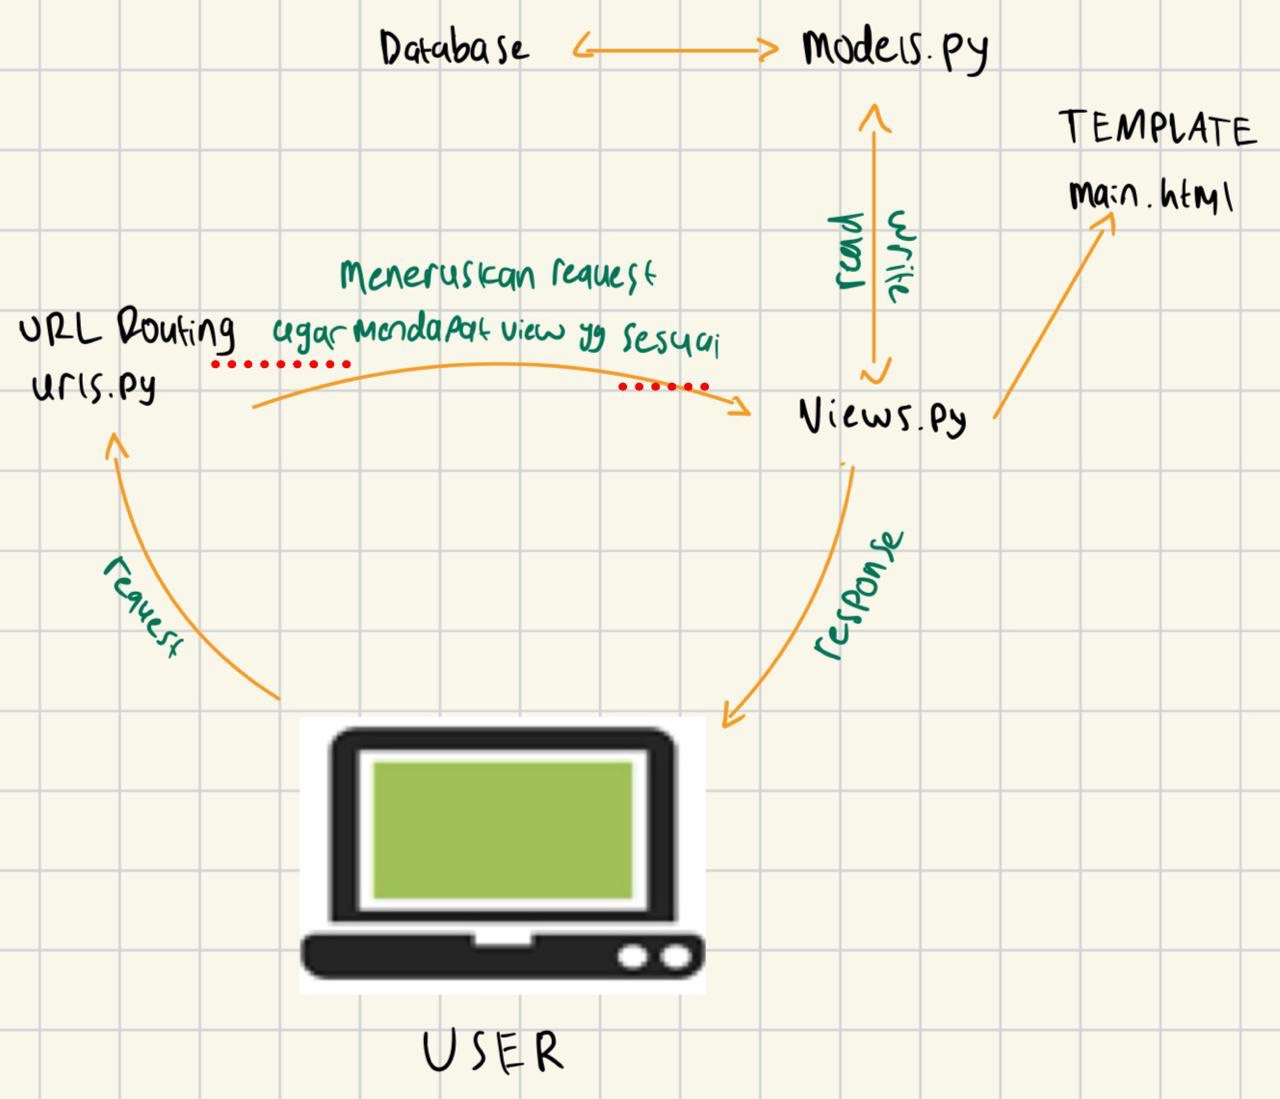 Database
Models.py
TEMPLATE
main.html
read
write
Meneruskan request
agar mendapat view yg sesuai
URL Routing
urls.py
Views.py
request
response
USER